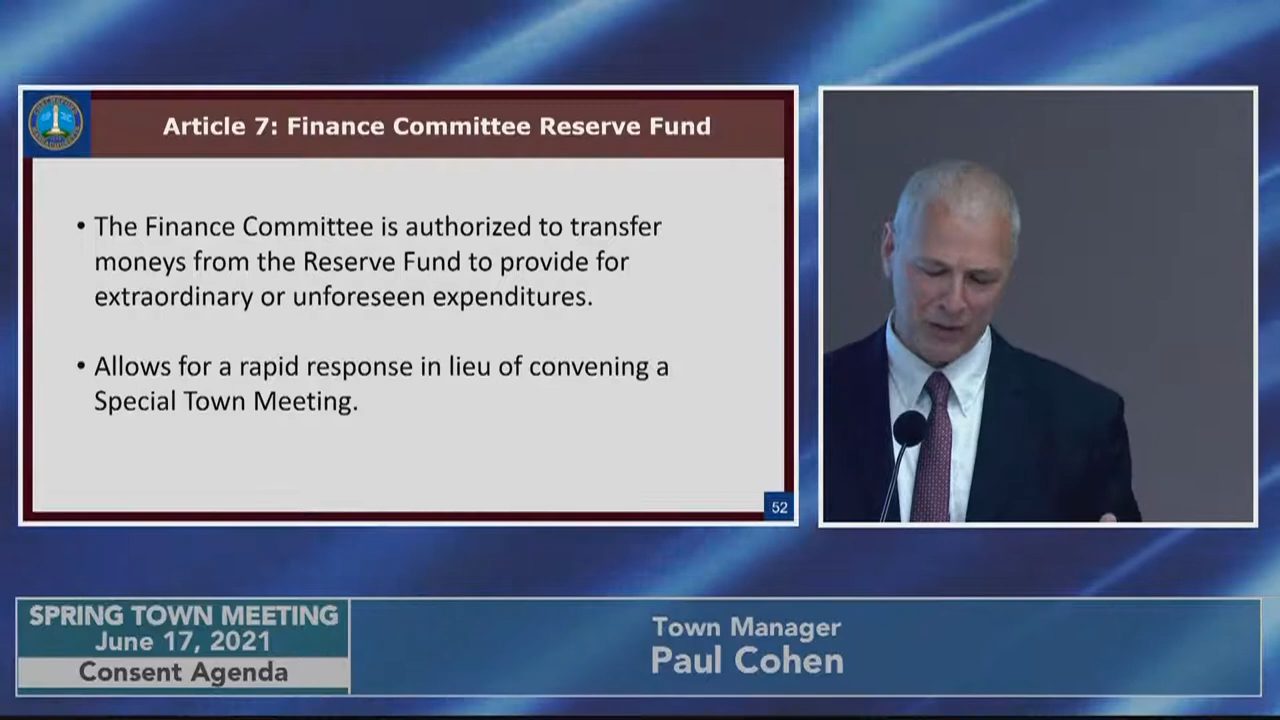 Article 7: Finance Committee Reserve Fund
• The Finance Committee is authorized to transfer
moneys from the Reserve Fund to provide for
extraordinary or unforeseen expenditures.
• Allows for a rapid response in lieu of convening a
Special Town Meeting.
52
SPRING TOWN MEETING
June 17, 2021
Consent Agenda
Town Manager
Paul Cohen